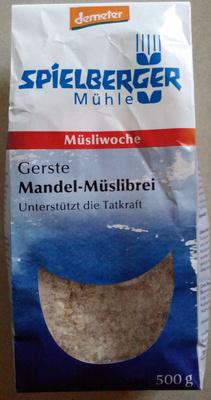 demeter
SPIELBERGER
Mühle
Müsliwoche
Gerste
Mandel-Müslibrei
Unterstützt die Tatkraft
500 g